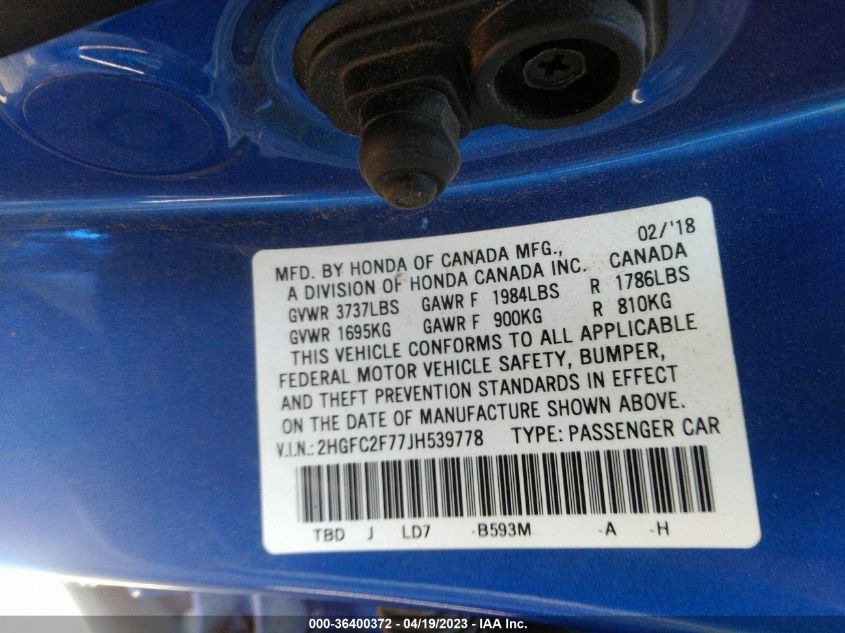 MFD. BY HONDA OF CANADA MFG., 02/'18
A DIVISION OF HONDA CANADA INC. CANADA
GVWR 3737LBS GAWR F 1984LBS R 1786LBS
GVWR 1695KG GAWR F 900KG R 810KG
THIS VEHICLE CONFORMS TO ALL APPLICABLE
FEDERAL MOTOR VEHICLE SAFETY, BUMPER,
AND THEFT PREVENTION STANDARDS IN EFFECT
ON THE DATE OF MANUFACTURE SHOWN ABOVE.
V.I.N.: 2HGFC2F77JH539778 TYPE: PASSENGER CAR
TBD J LD7 -B593M -A -H
000-36400372 - 04/19/2023 - IAA Inc.